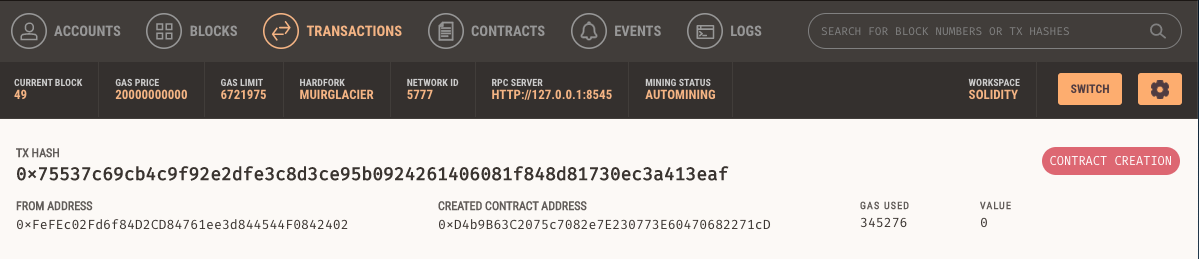 ACCOUNTS BLOCKS TRANSACTIONS CONTRACTS EVENTS LOGS SEARCH FOR BLOCK NUMBERS OR TX HASHES
CURRENT BLOCK GAS PRICE GAS LIMIT HARDFORK NETWORK ID RPC SERVER MINING STATUS WORKSPACE
49 20000000000 6721975 MUIRGLACIER 5777 HTTP://127.0.0.1:8545 AUTOMINING SOLIDITY SWITCH
TX HASH
0×75537c69cb4c9f92e2dfe3c8d3ce95b0924261406081f848d81730ec3a413eaf CONTRACT CREATION
FROM ADDRESS CREATED CONTRACT ADDRESS GAS USED VALUE
0×FeFEc02Fd6f84D2CD84761ee3d844544F0842402 0×D4b9B63C2075c7082e7E230773E60470682271cD 345276 0